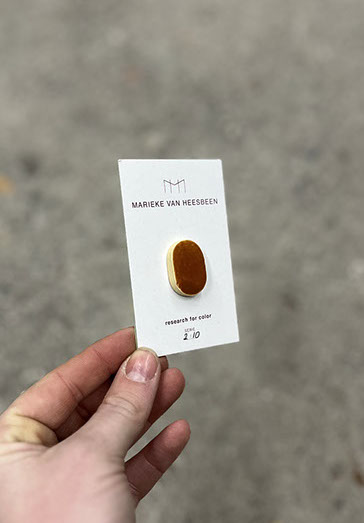 MARIEKE VAN HEESBEEN
research for color
2:10